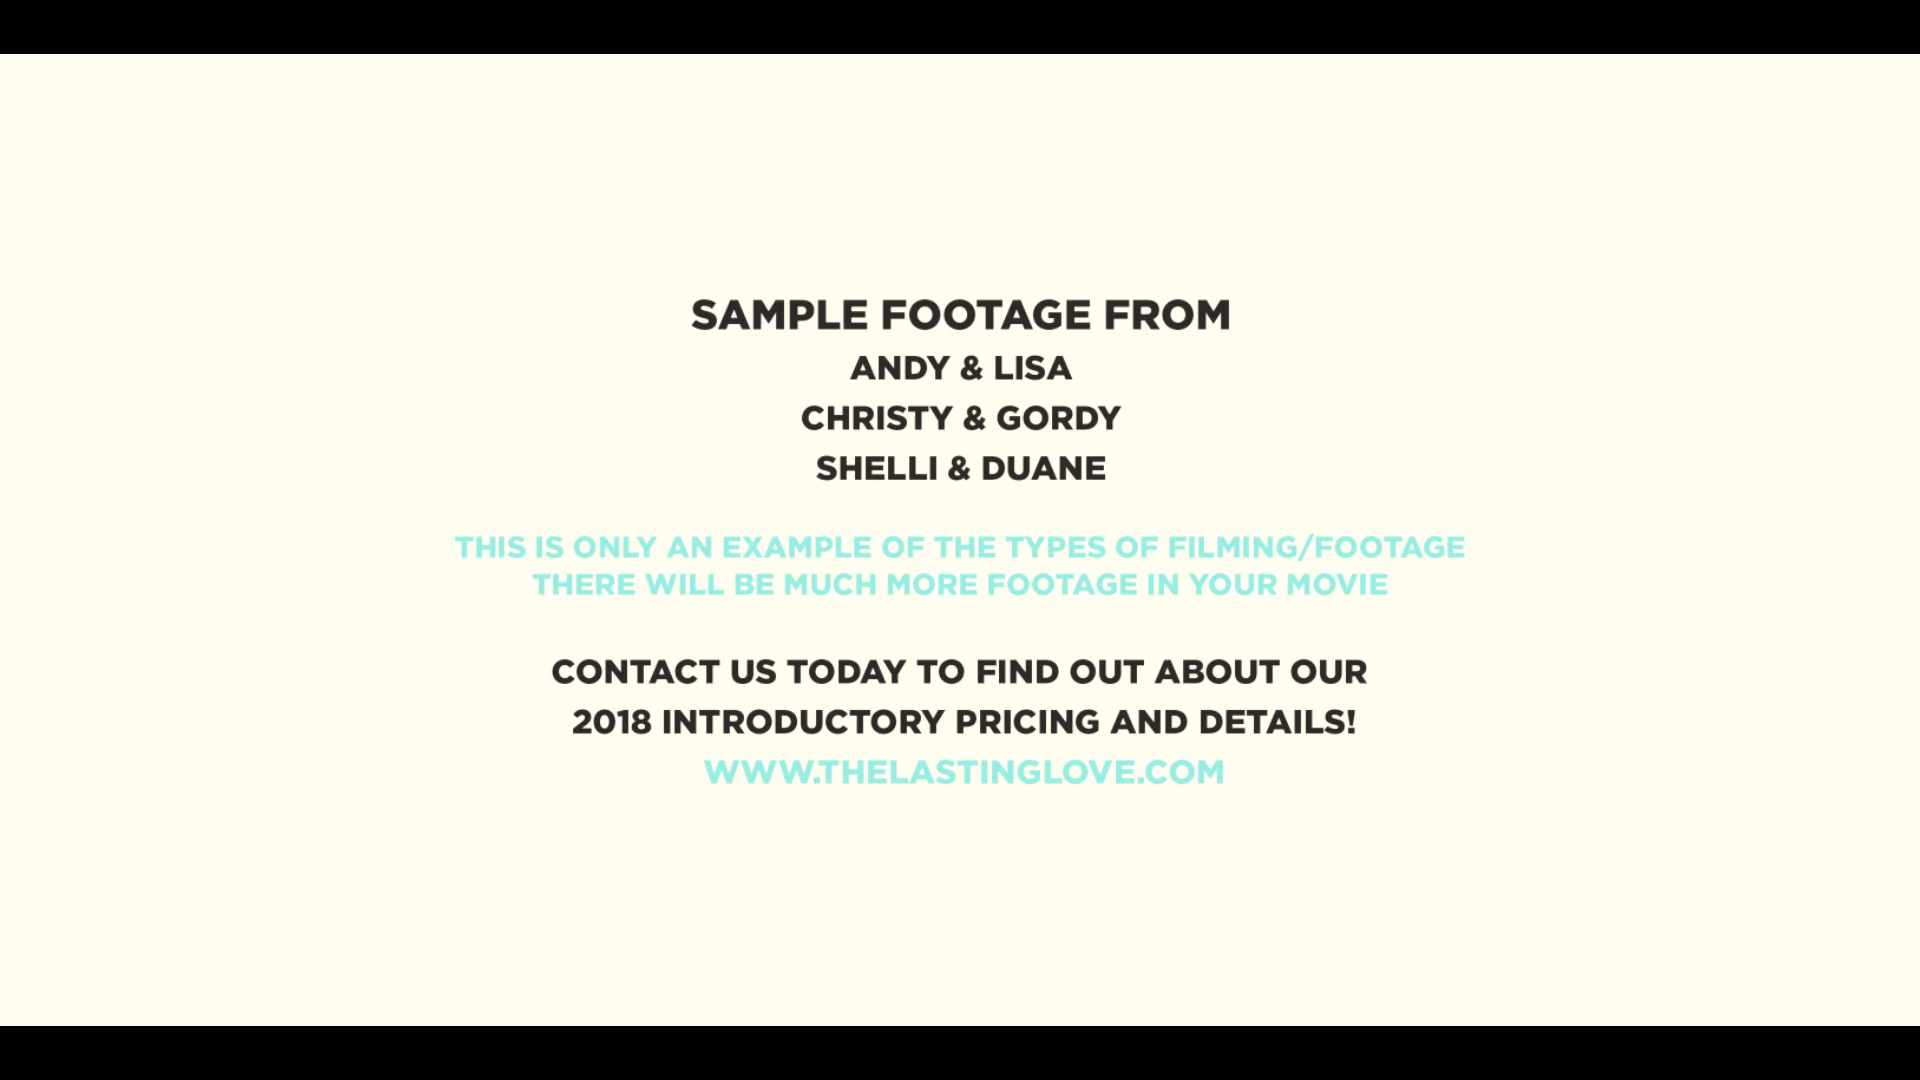 SAMPLE FOOTAGE FROM
ANDY & LISA
CHRISTY & GORDY
SHELLI & DUANE
THIS IS ONLY AN EXAMPLE OF THE TYPES OF FILMING/FOOTAGE
THERE WILL BE MUCH MORE FOOTAGE IN YOUR MOVIE
CONTACT US TODAY TO FIND OUT ABOUT OUR
2018 INTRODUCTORY PRICING AND DETAILS!
WWW.THELASTINGLOVE.COM